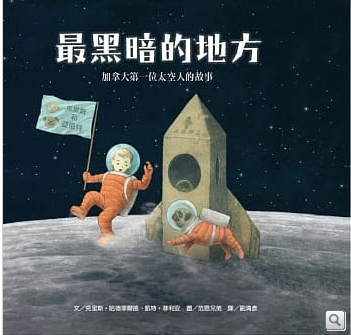 最黑暗的地方
加拿大第一位太空人的故事
和
文／克里斯・哈德菲爾德、凱特・菲利安 圖／范恩兄弟 譯／劉清彥